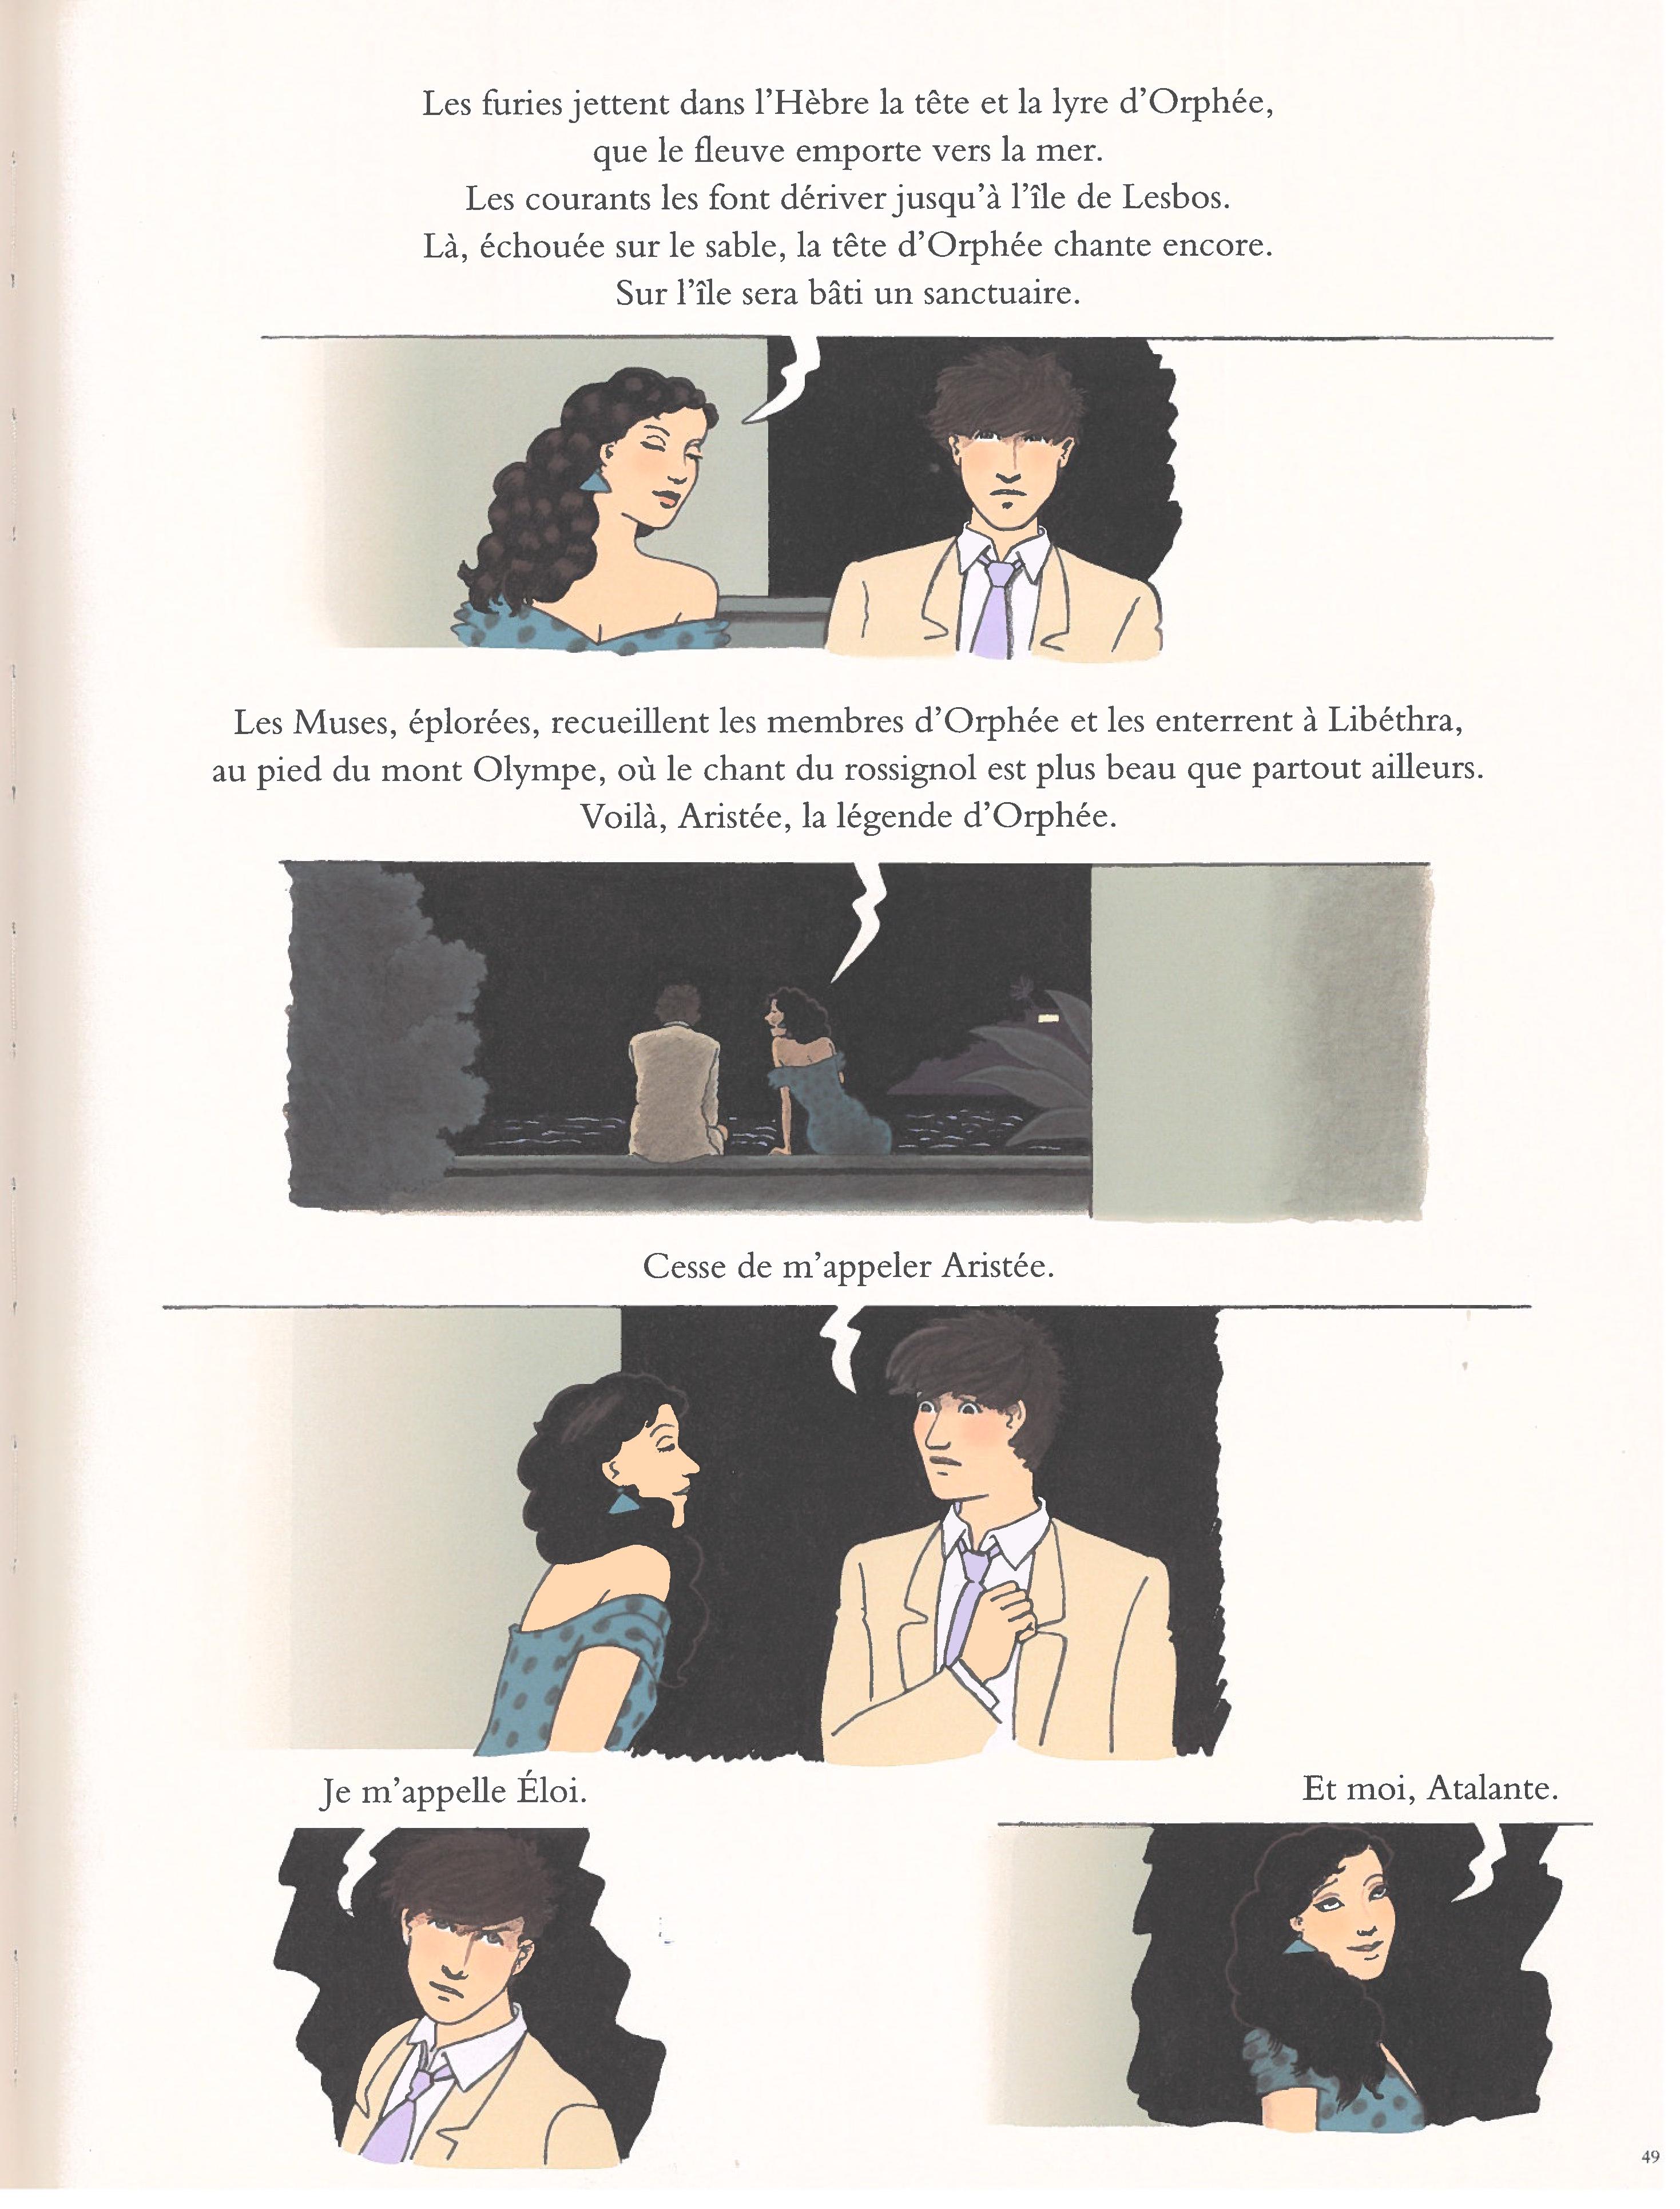 Les furies jettent dans l'Hèbre la tête et la lyre d'Orphée,
que le fleuve emporte vers la mer.
Les courants les font dériver jusqu'à l'île de Lesbos.
Là, échouée sur le sable, la tête d'Orphée chante encore.
Sur l'île sera bâti un sanctuaire.
Les Muses, éplorées, recueillent les membres d'Orphée et les enterrent à Libéthra,
au pied du mont Olympe, où le chant du rossignol est plus beau que partout ailleurs.
Voilà, Aristée, la légende d'Orphée.
Cesse de m'appeler Aristée.
Je m'appelle Éloi.
Et moi, Atalante.
49